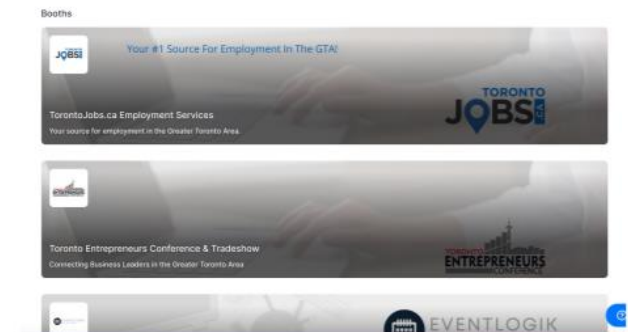 Booths
JOBS
Your #1 Source For Employment In The GTA!
TORONTO
JOBS.CA
TorontoJobs.ca Employment Services
Your source for employment in the Greater Toronto Area.
Toronto Entrepreneurs Conference & Tradeshow
Connecting Business Leaders in the Greater Toronto Area
TORONTO
ENTREPRENEURS
CONFERENCE
EVENTLOGIK